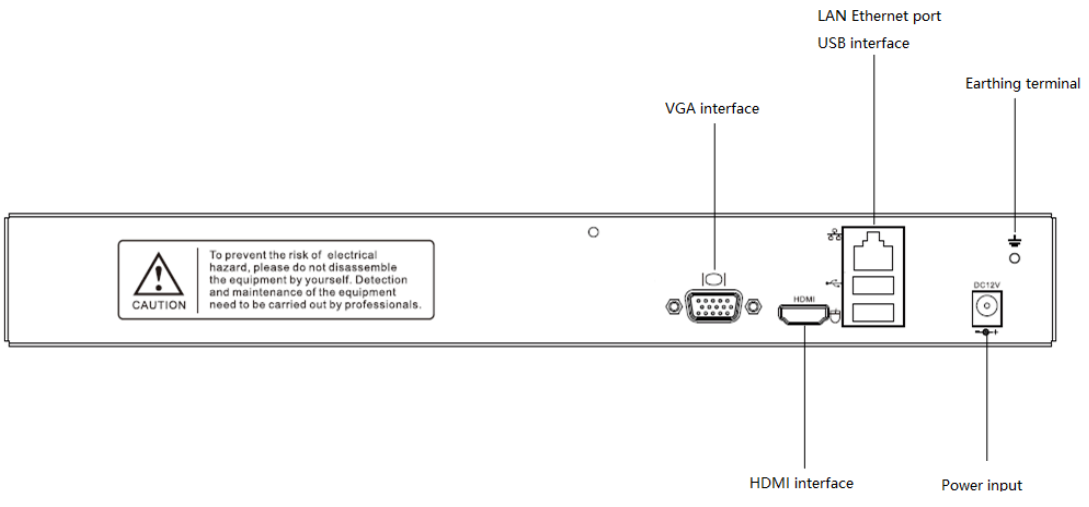 LAN Ethernet port
USB interface
Earthing terminal
VGA interface
To prevent the risk of electrical
hazard, please do not disassemble
the equipment by yourself. Detection
and maintenance of the equipment
need to be carried out by professionals.
CAUTION
HDMI
DC12V
HDMI interface
Power input